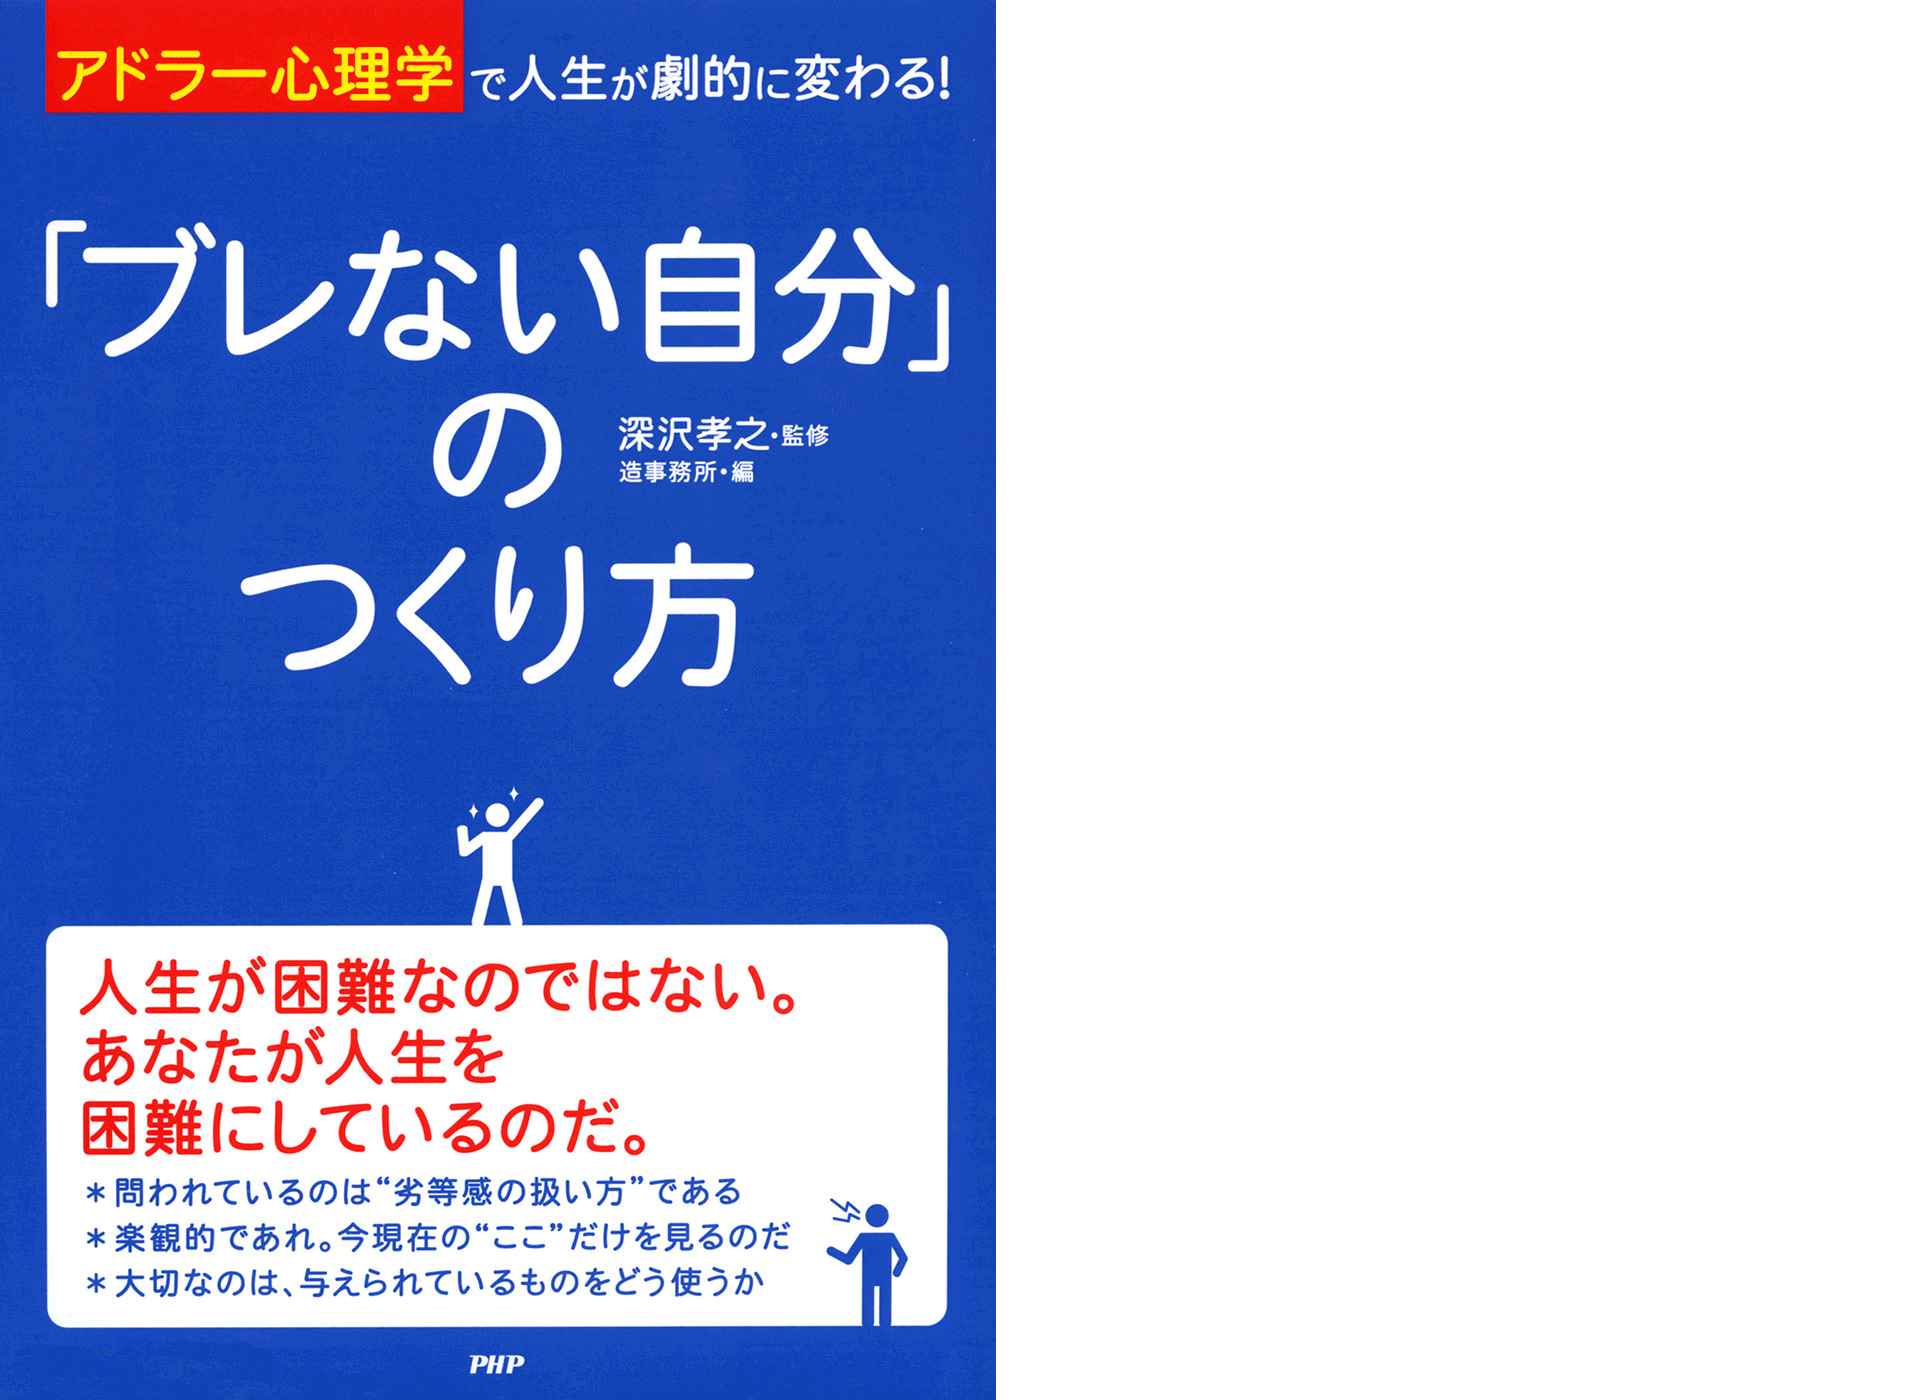 アドラー心理学で人生が劇的に変わる!
「ブレない自分」
の
深沢孝之・監修
造事務所・編
つくり方
人生が困難なのではない。
あなたが人生を
困難にしているのだ。
＊問われているのは“劣等感の扱い方”である
＊楽観的であれ。今現在の“ここ”だけを見るのだ
＊大切なのは、与えられているものをどう使うか
PHP